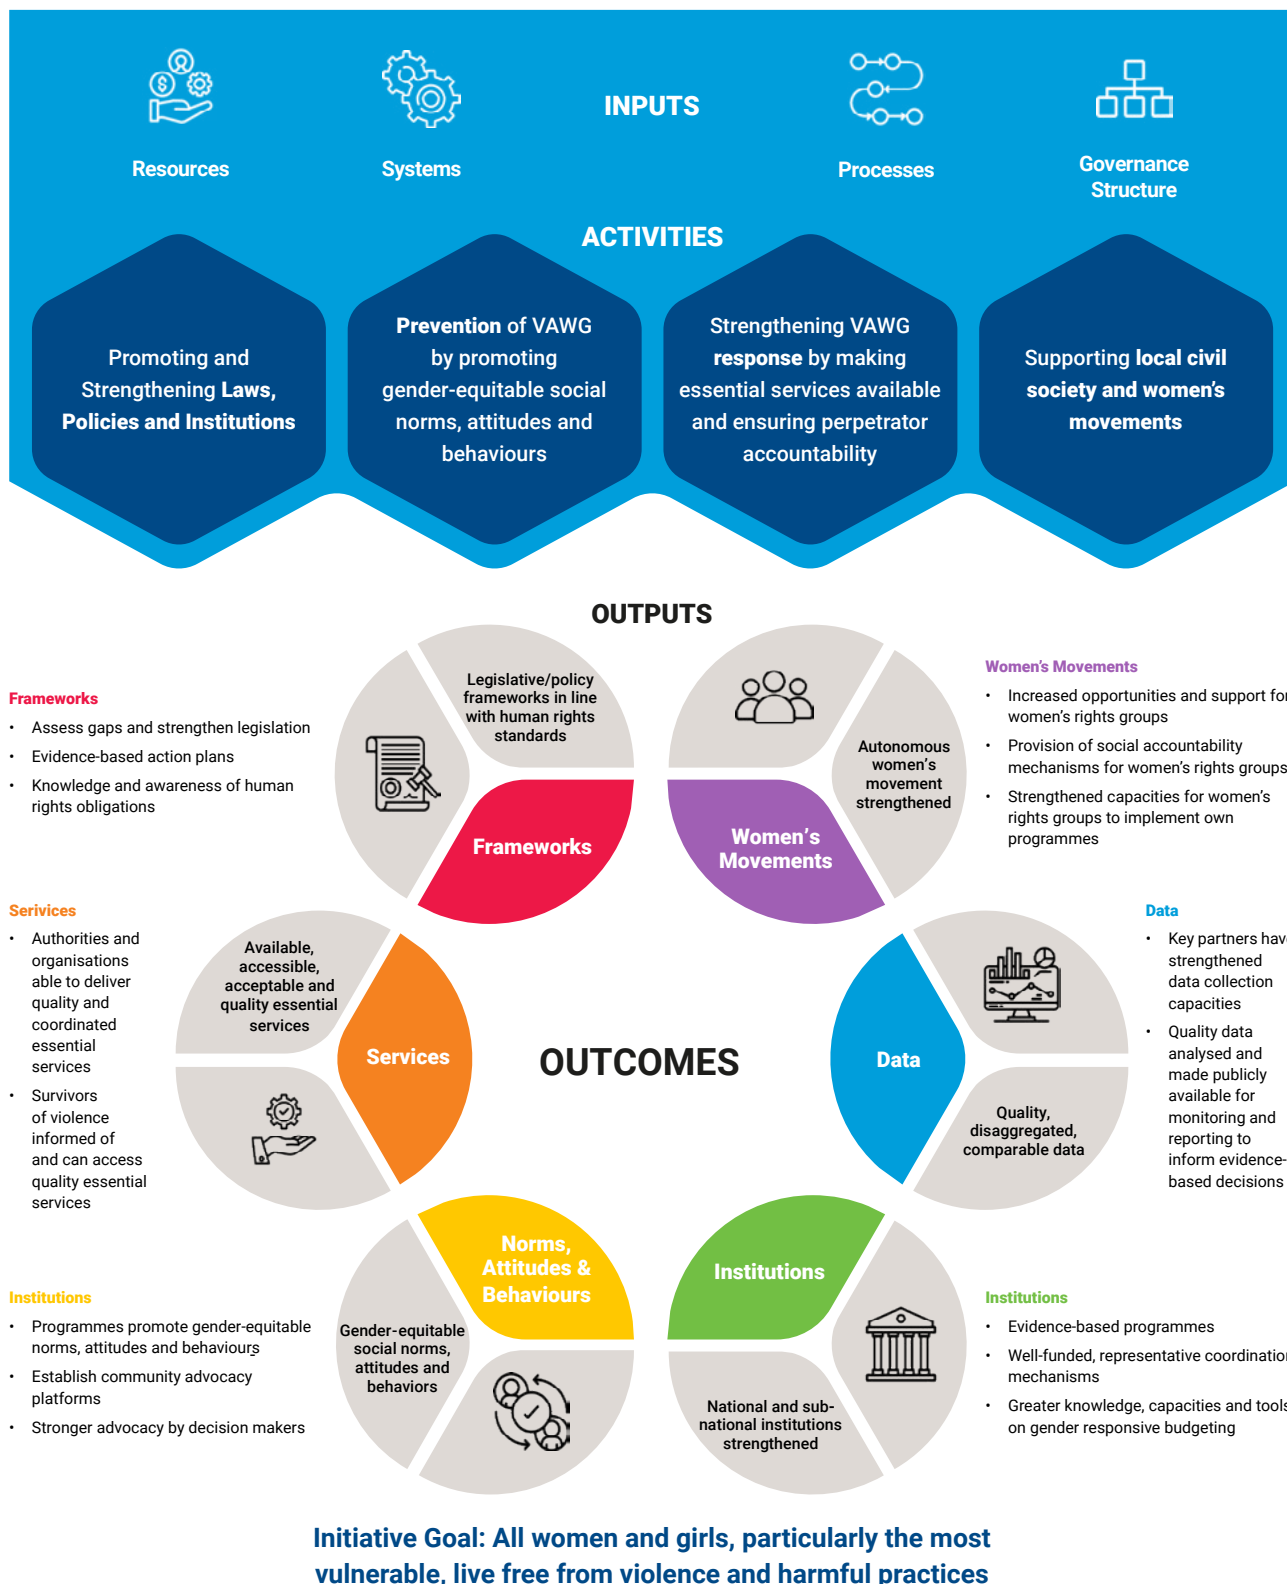 INPUTS
Resources
Systems
Processes
Governance
Structure
ACTIVITIES
Promoting and
Strengthening Laws,
Policies and Institutions
Prevention of VAWG
by promoting
gender-equitable social
norms, attitudes and
behaviours
Strengthening VAWG
response by making
essential services available
and ensuring perpetrator
accountability
Supporting local civil
society and women's
movements
OUTPUTS
Frameworks
• Assess gaps and strengthen legislation
• Evidence-based action plans
• Knowledge and awareness of human
rights obligations
Legislative/policy
frameworks in line
with human rights
standards
Frameworks
Autonomous
women's
movement
strengthened
Women's
Movements
Women's Movements
• Increased opportunities and support for
women's rights groups
• Provision of social accountability
mechanisms for women's rights groups
• Strengthened capacities for women's
rights groups to implement own
programmes
Serivices
• Authorities and
organisations
able to deliver
quality and
coordinated
essential
services
• Survivors
of violence
informed of
and can access
quality essential
services
Available,
accessible,
acceptable and
quality essential
services
Services
OUTCOMES
Data
Quality,
disaggregated,
comparable data
Data
• Key partners have
strengthened
data collection
capacities
• Quality data
analysed and
made publicly
available for
monitoring and
reporting to
inform evidence-
based decisions
Institutions
• Programmes promote gender-equitable
norms, attitudes and behaviours
• Establish community advocacy
platforms
• Stronger advocacy by decision makers
Norms,
Attitudes &
Behaviours
Gender-equitable
social norms,
attitudes and
behaviors
Institutions
National and sub-
national institutions
strengthened
Institutions
• Evidence-based programmes
• Well-funded, representative coordination
mechanisms
• Greater knowledge, capacities and tools
on gender responsive budgeting
Initiative Goal: All women and girls, particularly the most
vulnerable, live free from violence and harmful practices